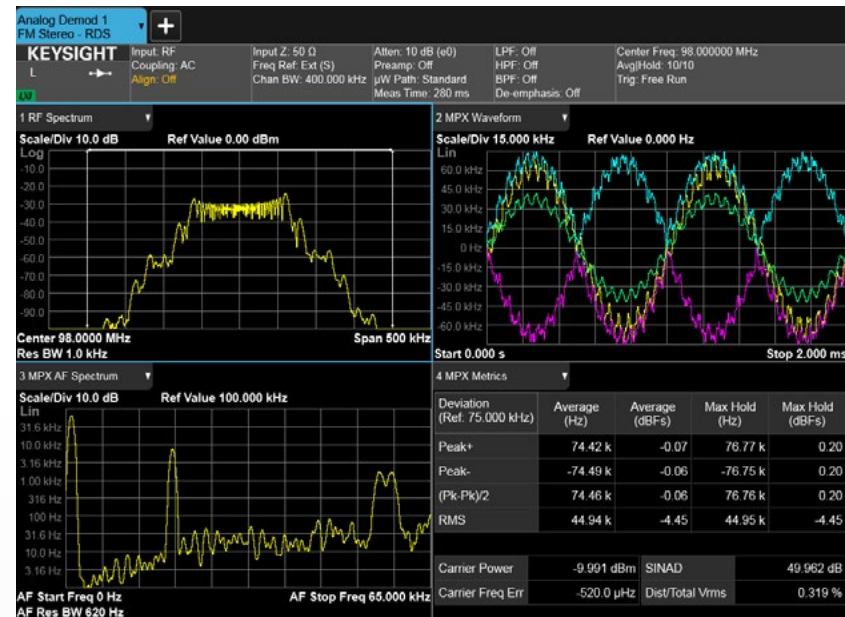 Analog Demod 1
FM Stereo - RDS
+
KEYSIGHT
L
Input: RF
Coupling: AC
Align: Off
Input Z: 50 Ω
Freq Ref: Ext (S)
Chan BW: 400.000 kHz
Atten: 10 dB (e0)
Preamp: Off
µW Path: Standard
Meas Time: 280 ms
LPF: Off
HPF: Off
BPF: Off
De-emphasis: Off
Center Freq: 98.000000 MHz
Avg|Hold: 10/10
Trig: Free Run
1 RF Spectrum
Scale/Div 10.0 dB Ref Value 0.00 dBm
Log
-10.0
-20.0
-30.0
-40.0
-50.0
-60.0
-70.0
-80.0
-90.0
Center 98.0000 MHz Span 500 kHz
Res BW 1.0 kHz
2 MPX Waveform
Scale/Div 15.000 kHz Ref Value 0.000 Hz
Lin
60.0 kHz
45.0 kHz
30.0 kHz
15.0 kHz
0 Hz
-15.0 kHz
-30.0 kHz
-45.0 kHz
-60.0 kHz
Start 0.000 s Stop 2.000 ms
3 MPX AF Spectrum
Scale/Div 10.0 dB Ref Value 100.000 kHz
Lin
31.6 kHz
10.0 kHz
3.16 kHz
1.00 kHz
316 Hz
100 Hz
31.6 Hz
10.0 Hz
3.16 Hz
AF Start Freq 0 Hz AF Stop Freq 65.000 kHz
AF Res BW 620 Hz
4 MPX Metrics
Deviation
(Ref: 75.000 kHz)
Average
(Hz)
Average
(dBFs)
Max Hold
(Hz)
Max Hold
(dBFs)
Peak+ 74.42 k -0.07 76.77 k 0.20
Peak- -74.49 k -0.06 -76.75 k 0.20
(Pk-Pk)/2 74.46 k -0.06 76.76 k 0.20
RMS 44.94 k -4.45 44.95 k -4.45
Carrier Power -9.991 dBm SINAD 49.962 dB
Carrier Freq Err -520.0 µHz Dist/Total Vrms 0.319 %